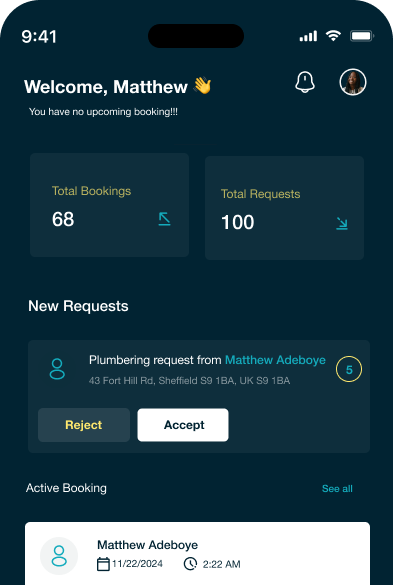 9:41
Welcome, Matthew 👋
You have no upcoming booking!!!
Total Bookings
68
Total Requests
100
New Requests
Plumbering request from Matthew Adeboye
43 Fort Hill Rd, Sheffield S9 1BA, UK S9 1BA
5
Reject
Accept
Active Booking
See all
Matthew Adeboye
11/22/2024
2:22 AM